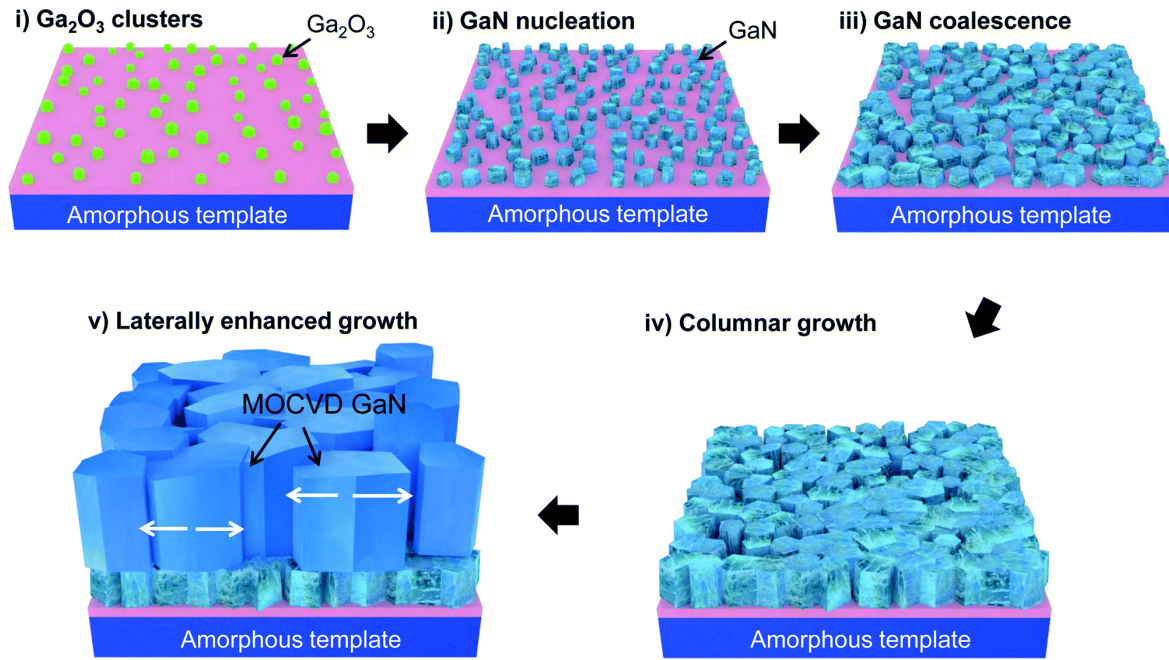 i) Ga₂O₃ clusters
Ga₂O₃
Amorphous template
ii) GaN nucleation
GaN
Amorphous template
iii) GaN coalescence
Amorphous template
iv) Columnar growth
Amorphous template
v) Laterally enhanced growth
MOCVD GaN
Amorphous template